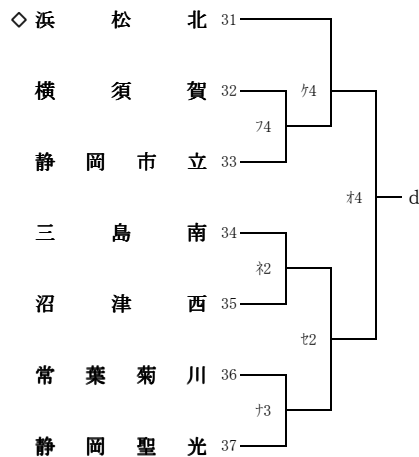 ◇ 浜松北 31
横須賀 32
ｹ4
ﾌ4
静岡市立 33
ｵ4
d
三島南 34
ﾈ2
沼津西 35
ｾ2
常葉菊川 36
ﾅ3
静岡聖光 37